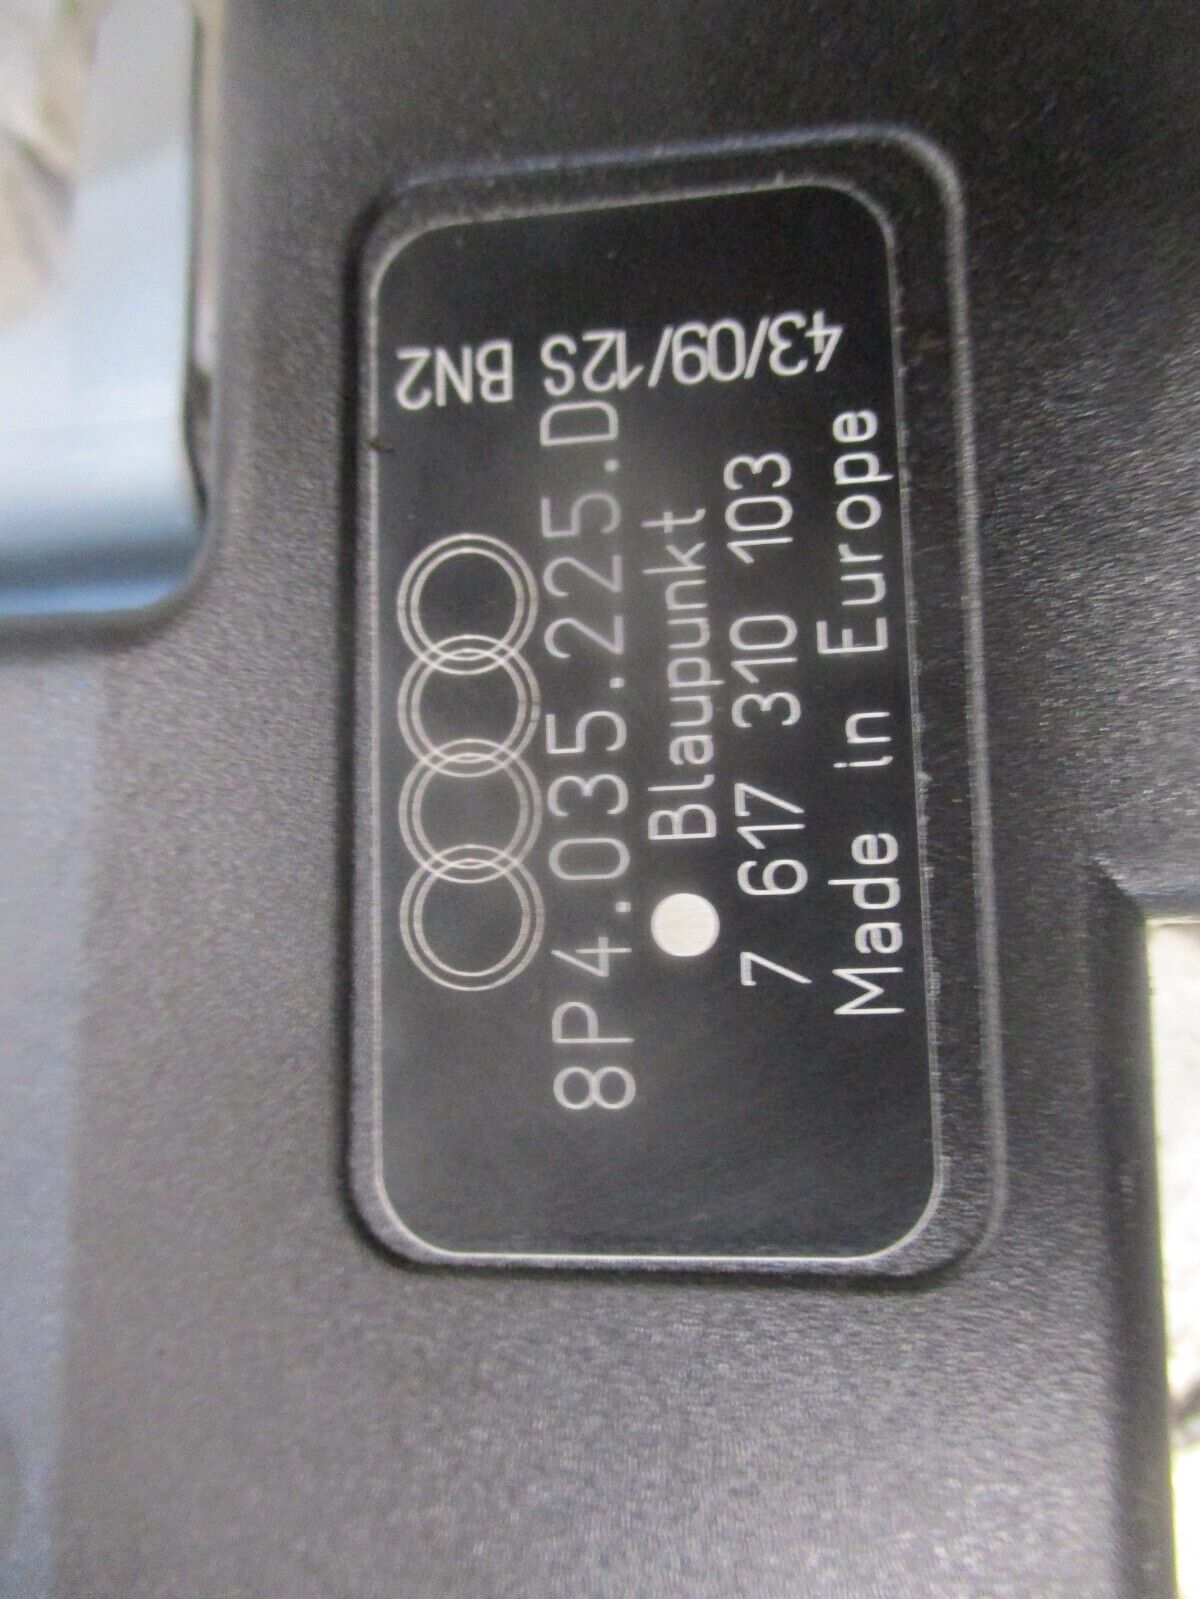 8P4.035.225.D
Blaupunkt
7 617 310 103
Made in Europe
43/09/12S BN2